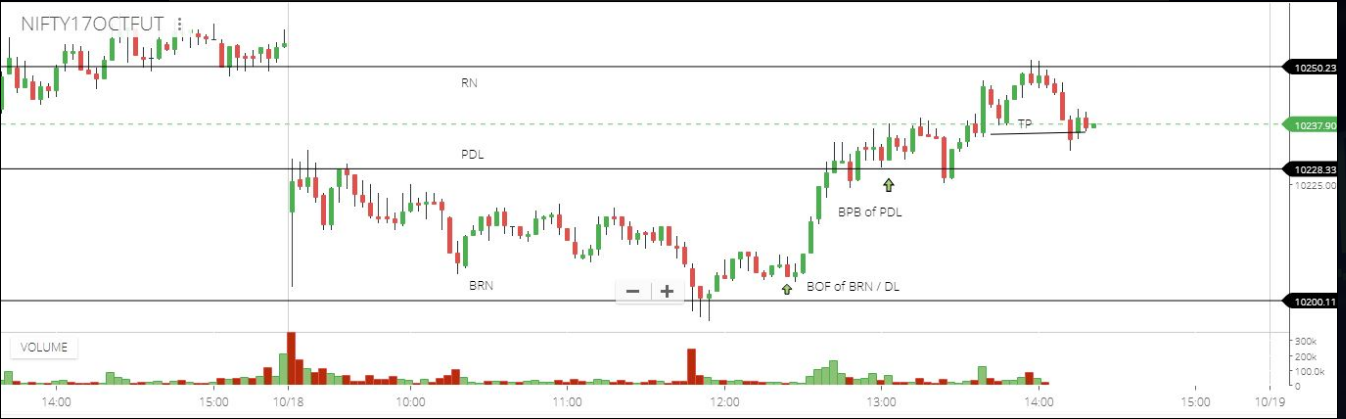 NIFTY17OCTFUT
RN
10250.23
TP
10237.90
PDL
10228.33
10225.00
BPB of PDL
BRN
BOF of BRN / DL
10200.11
VOLUME
300k
200k
100.0k
0
14:00 15:00 10/18 10:00 11:00 12:00 13:00 14:00 15:00 10/19